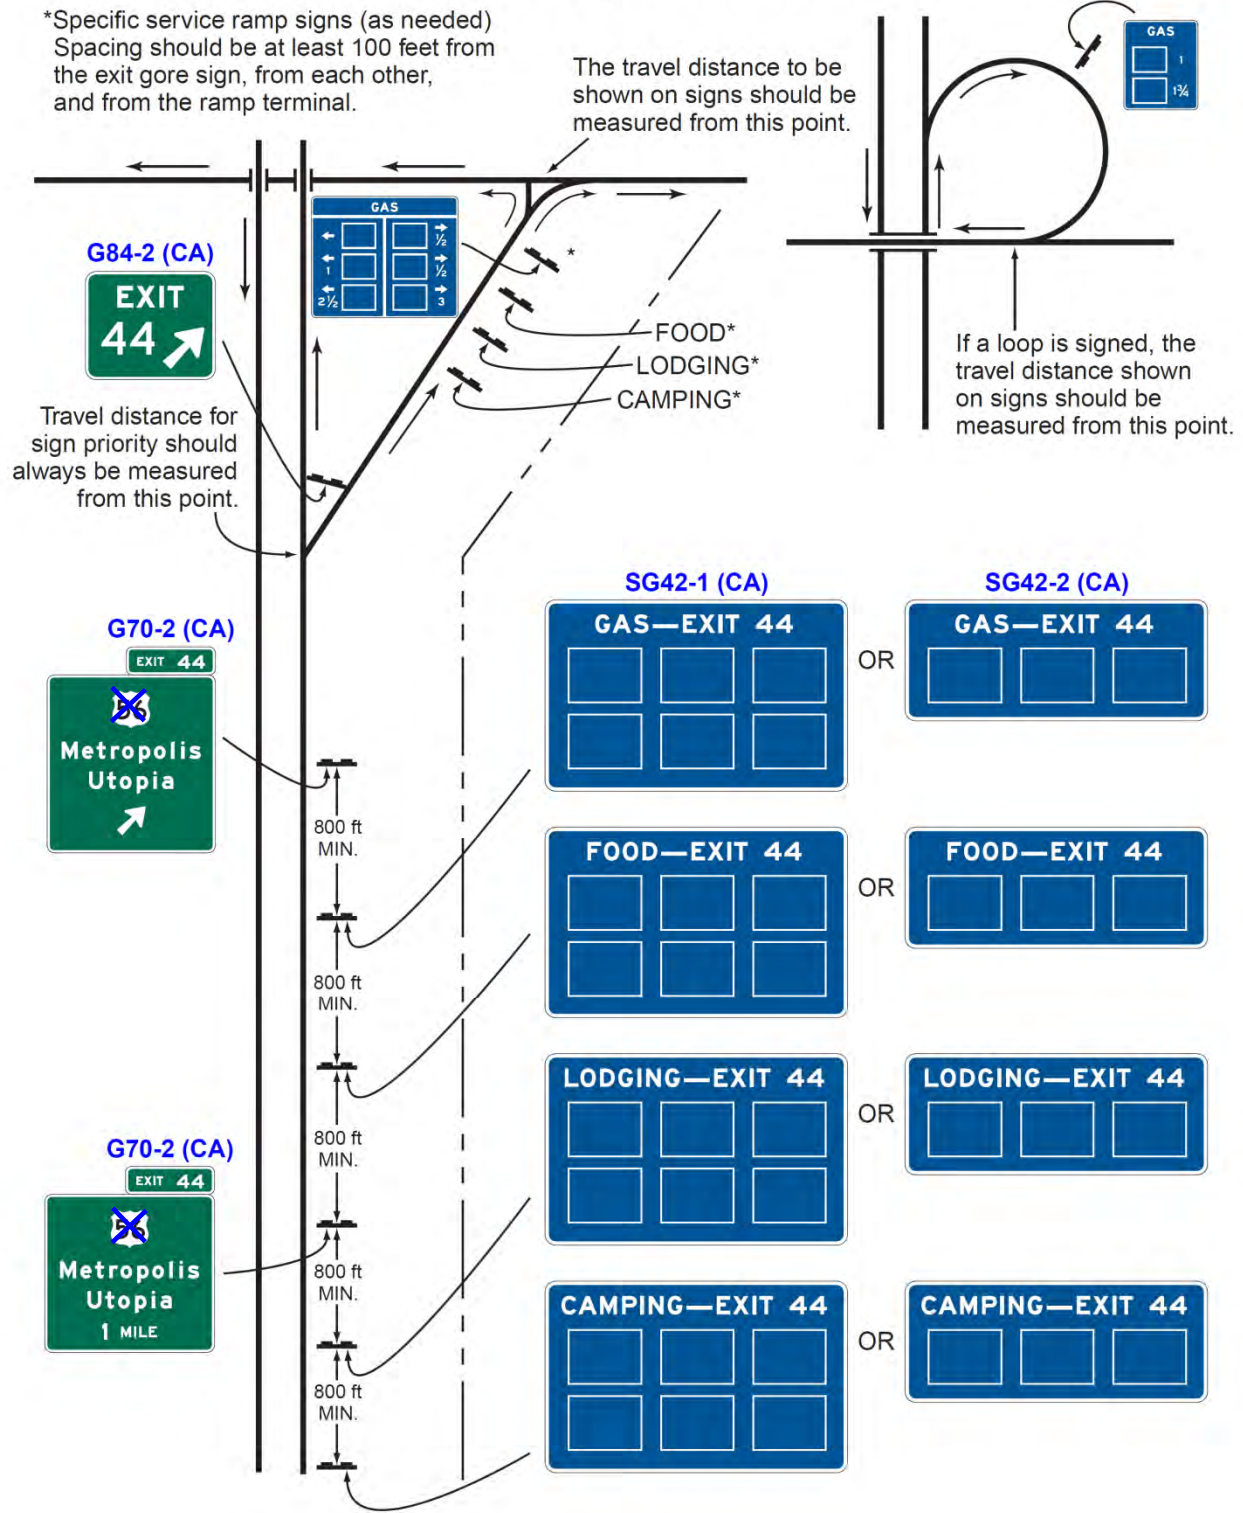 *Specific service ramp signs (as needed)
Spacing should be at least 100 feet from
the exit gore sign, from each other,
and from the ramp terminal.
The travel distance to be
shown on signs should be
measured from this point.
GAS
1
1¾
GAS
½
1
½
2½
3
*
G84-2 (CA)
EXIT
44
FOOD*
LODGING*
CAMPING*
If a loop is signed, the
travel distance shown
on signs should be
measured from this point.
Travel distance for
sign priority should
always be measured
from this point.
G70-2 (CA)
EXIT 44
56
Metropolis
Utopia
800 ft
MIN.
800 ft
MIN.
800 ft
MIN.
800 ft
MIN.
800 ft
MIN.
G70-2 (CA)
EXIT 44
56
Metropolis
Utopia
1 MILE
SG42-1 (CA)
SG42-2 (CA)
GAS—EXIT 44
OR
GAS—EXIT 44
FOOD—EXIT 44
OR
FOOD—EXIT 44
LODGING—EXIT 44
OR
LODGING—EXIT 44
CAMPING—EXIT 44
OR
CAMPING—EXIT 44